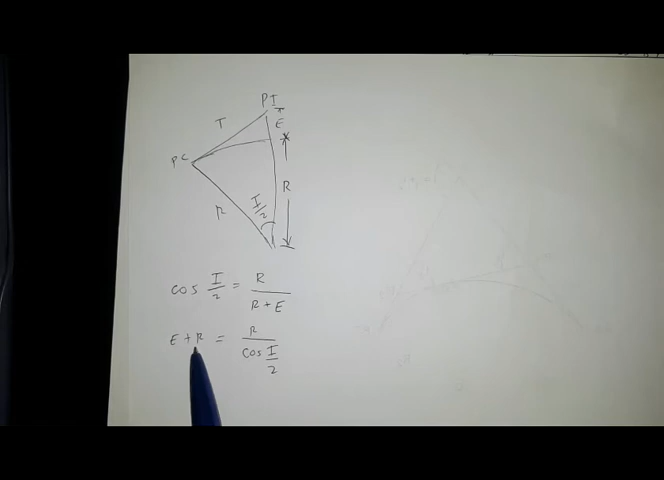 PI
T
E
PC
R
R
I/2
cos I/2 = R / R + E
E + R = R / cos I/2